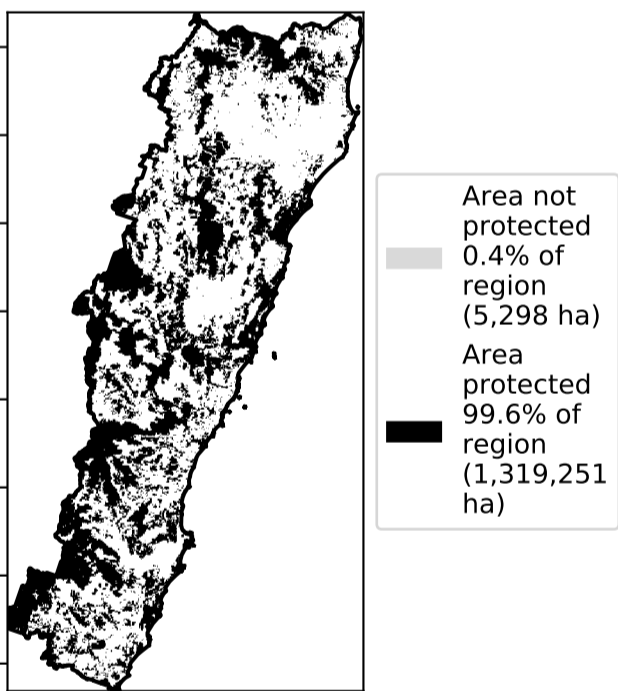 Area not
protected
0.4% of
region
(5,298 ha)
Area
protected
99.6% of
region
(1,319,251
ha)